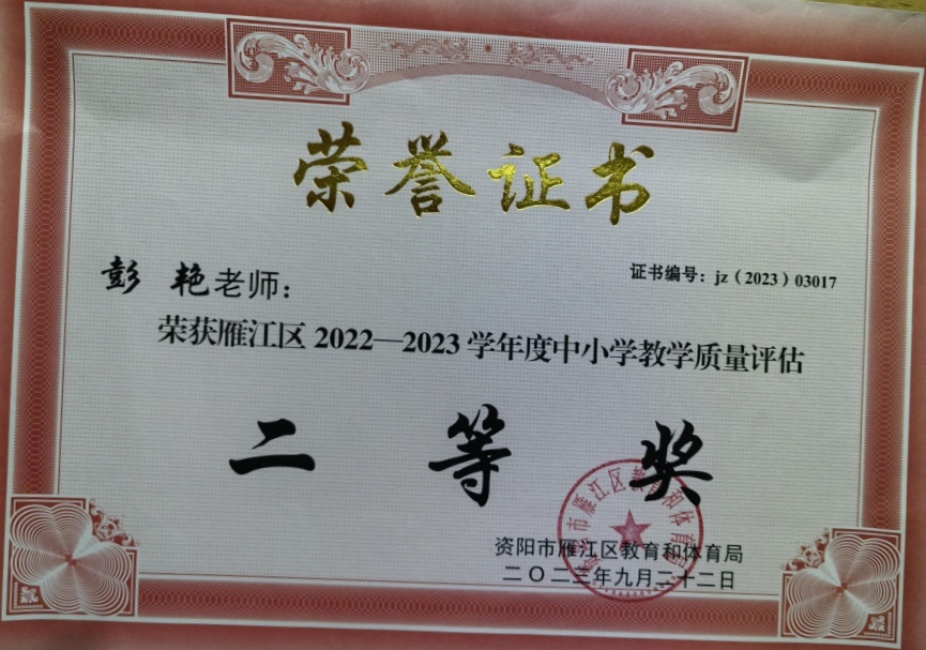 荣誉证书
证书编号：jz（2023）03017
彭 艳老师：
荣获雁江区 2022—2023 学年度中小学教学质量评估
二 等 奖
资阳市雁江区教育和体育局
二〇二三年九月二十二日